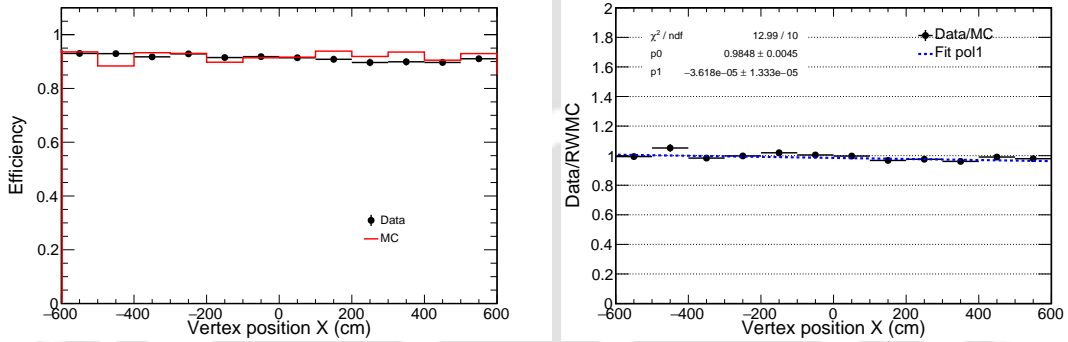 1
0.8
0.6
0.4
0.2
0
Efficiency
Data
MC
−600 −400 −200 0 200 400 600
Vertex position X (cm)
2
1.8
1.6
1.4
1.2
1
0.8
0.6
0.4
0.2
0
Data/RWMC
χ² / ndf 12.99 / 10
p0 0.9848 ± 0.0045
p1 −3.618e−05 ± 1.333e−05
Data/MC
Fit pol1
−600 −400 −200 0 200 400 600
Vertex position X (cm)